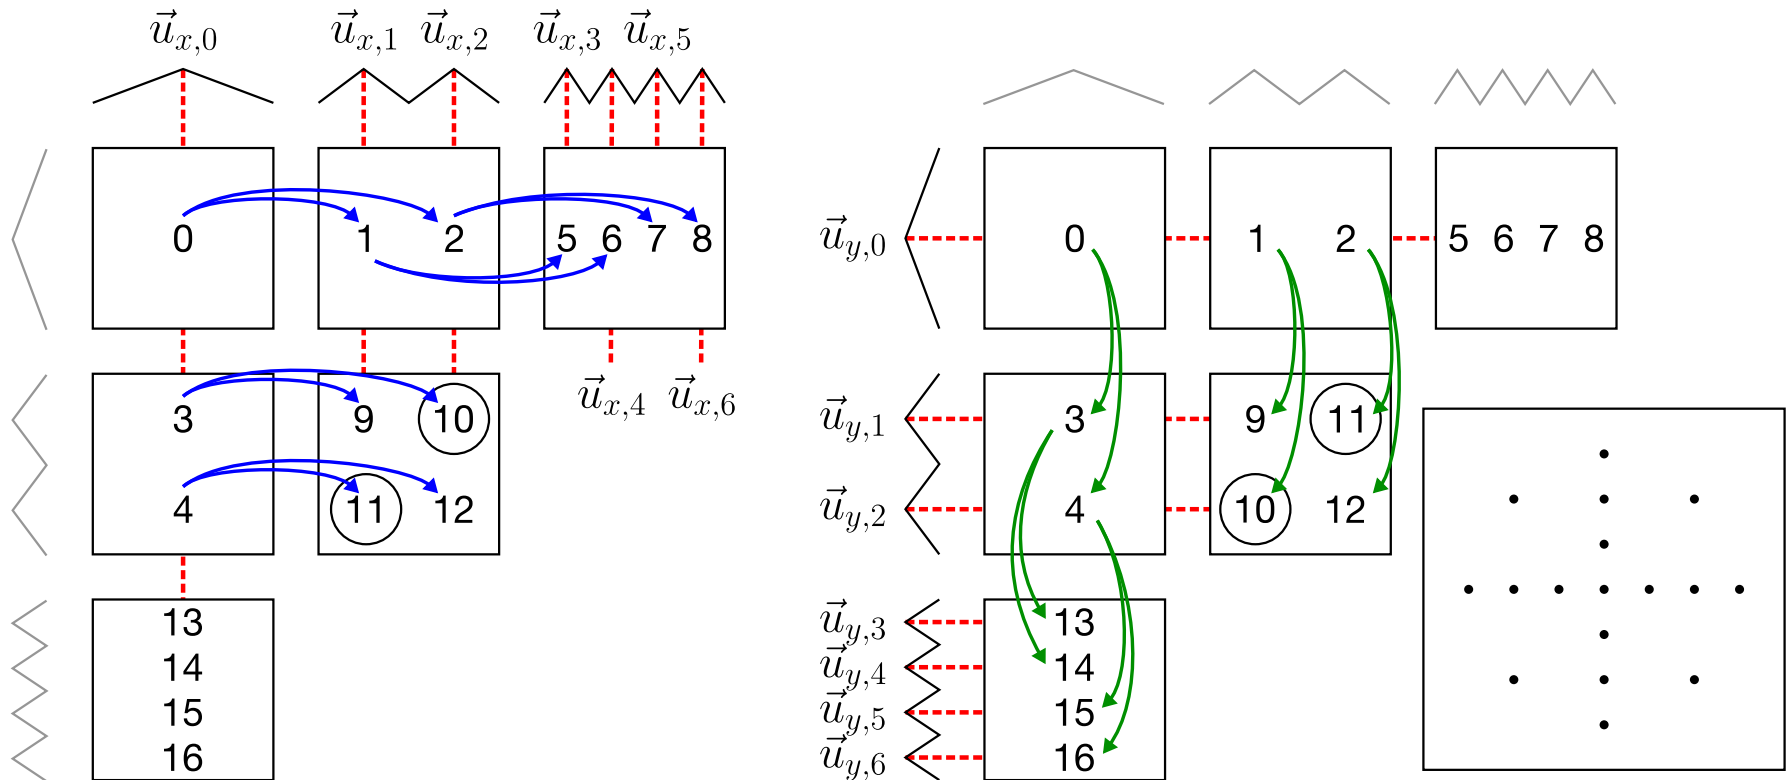 u⃗x,0 u⃗x,1 u⃗x,2 u⃗x,3 u⃗x,5
0 1 2 5 6 7 8
u⃗x,4 u⃗x,6
3 9 10
4 11 12
13
14
15
16
u⃗y,0 0 1 2 5 6 7 8
u⃗y,1 3 9 11
u⃗y,2 4 10 12
u⃗y,3 13
u⃗y,4 14
u⃗y,5 15
u⃗y,6 16